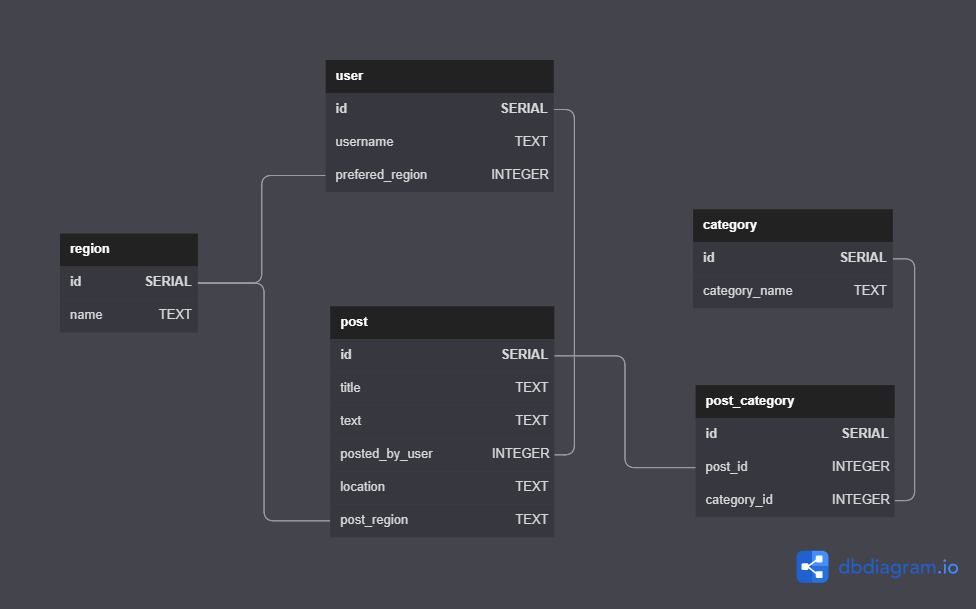 user
id SERIAL
username TEXT
prefered_region INTEGER
region
id SERIAL
name TEXT
post
id SERIAL
title TEXT
text TEXT
posted_by_user INTEGER
location TEXT
post_region TEXT
category
id SERIAL
category_name TEXT
post_category
id SERIAL
post_id INTEGER
category_id INTEGER
dbdiagram.io